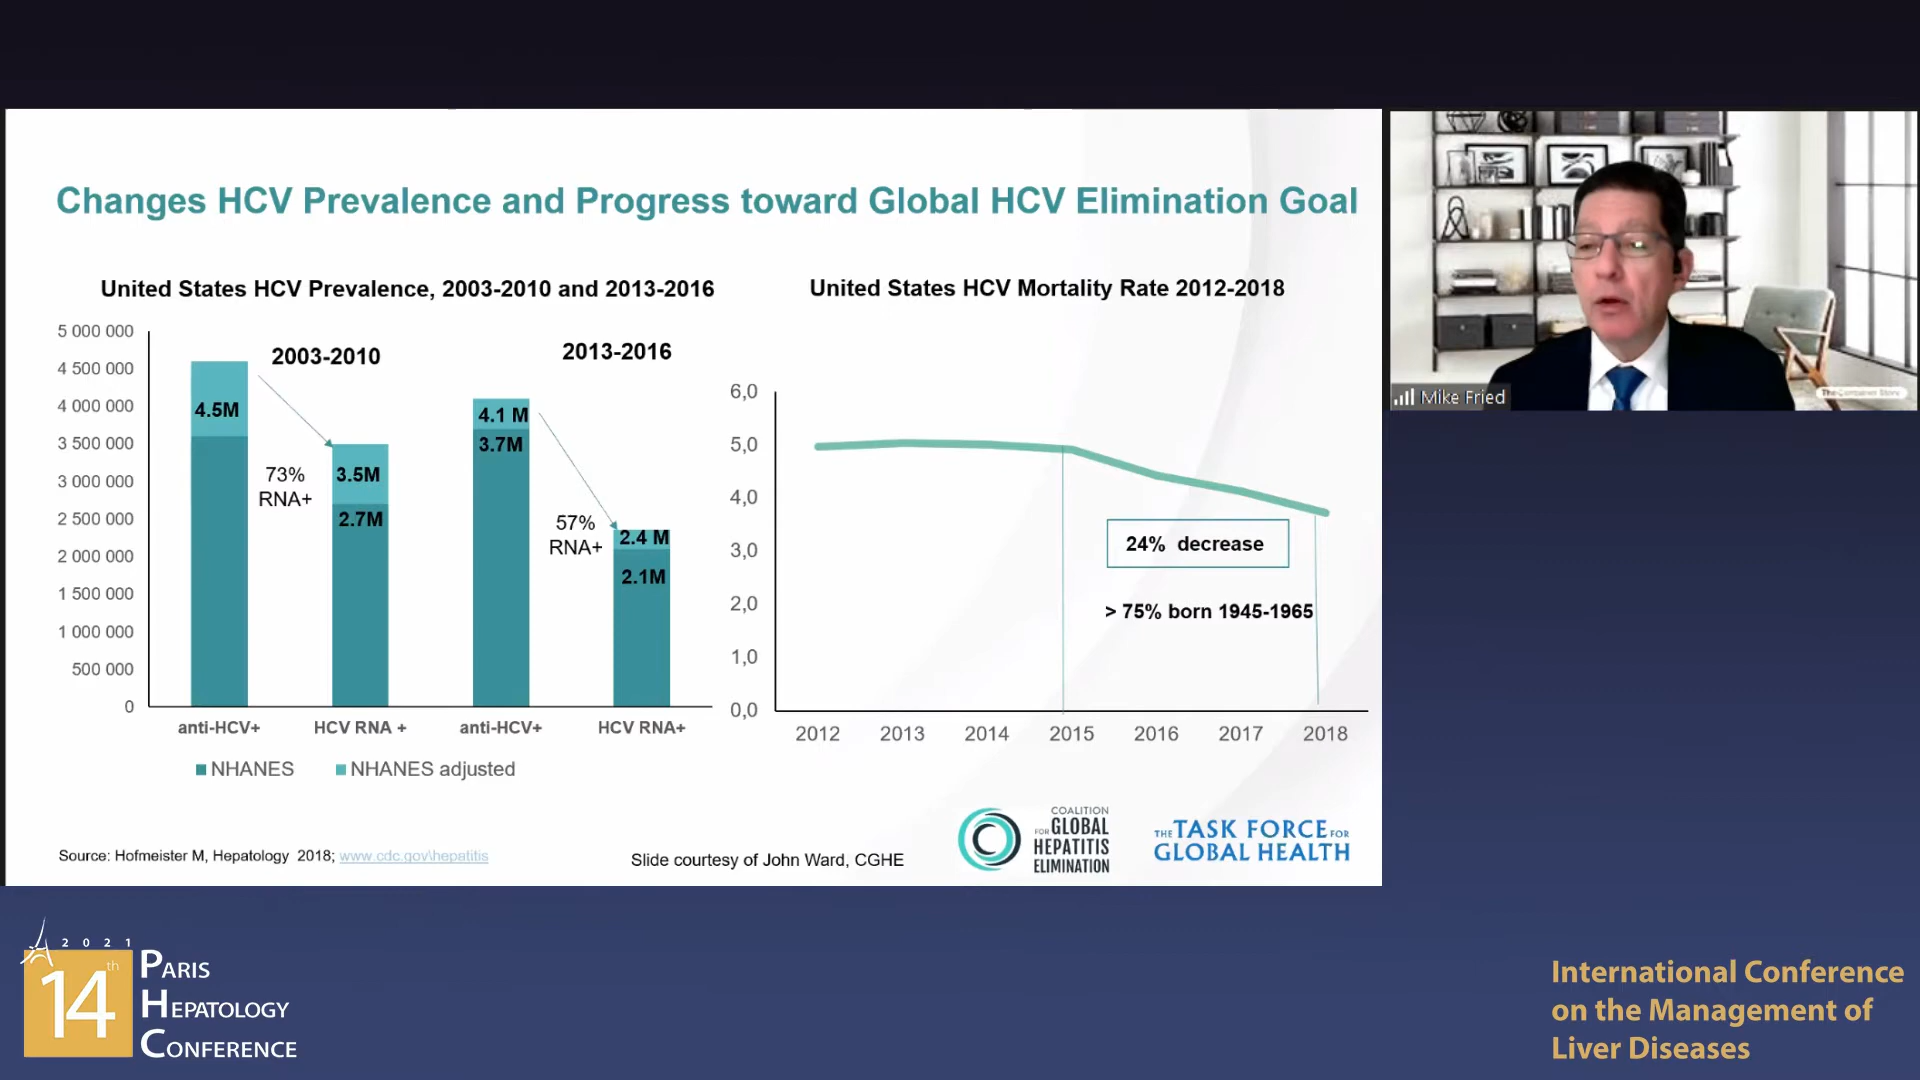 Changes HCV Prevalence and Progress toward Global HCV Elimination Goal
United States HCV Prevalence, 2003-2010 and 2013-2016
5 000 000
4 500 000
4 000 000
3 500 000
3 000 000
2 500 000
2 000 000
1 500 000
1 000 000
500 000
0
2003-2010
2013-2016
4.5M
73%
RNA+
3.5M
2.7M
4.1 M
3.7M
57%
RNA+
2.4 M
2.1M
anti-HCV+ HCV RNA + anti-HCV+ HCV RNA+
NHANES NHANES adjusted
United States HCV Mortality Rate 2012-2018
6,0
5,0
4,0
3,0
2,0
1,0
0,0
24% decrease
> 75% born 1945-1965
2012 2013 2014 2015 2016 2017 2018
Source: Hofmeister M, Hepatology 2018; www.cdc.gov\hepatitis
Slide courtesy of John Ward, CGHE
COALITION
FOR GLOBAL
HEPATITIS
ELIMINATION
THE TASK FORCE FOR
GLOBAL HEALTH
Mike Fried
The Container Store
2021
14th
PARIS
HEPATOLOGY
CONFERENCE
International Conference
on the Management of
Liver Diseases